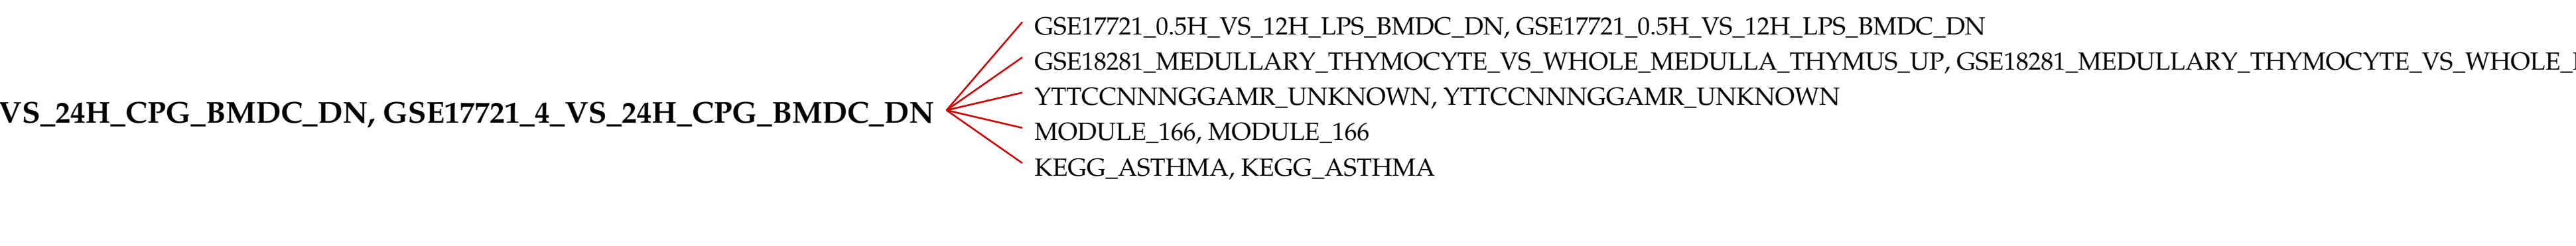 GSE17721_0.5H_VS_12H_LPS_BMDC_DN, GSE17721_0.5H_VS_12H_LPS_BMDC_DN
GSE18281_MEDULLARY_THYMOCYTE_VS_WHOLE_MEDULLA_THYMUS_UP, GSE18281_MEDULLARY_THYMOCYTE_VS_WHOLE_
YTTCCNNNGGAMR_UNKNOWN, YTTCCNNNGGAMR_UNKNOWN
VS_24H_CPG_BMDC_DN, GSE17721_4_VS_24H_CPG_BMDC_DN
MODULE_166, MODULE_166
KEGG_ASTHMA, KEGG_ASTHMA